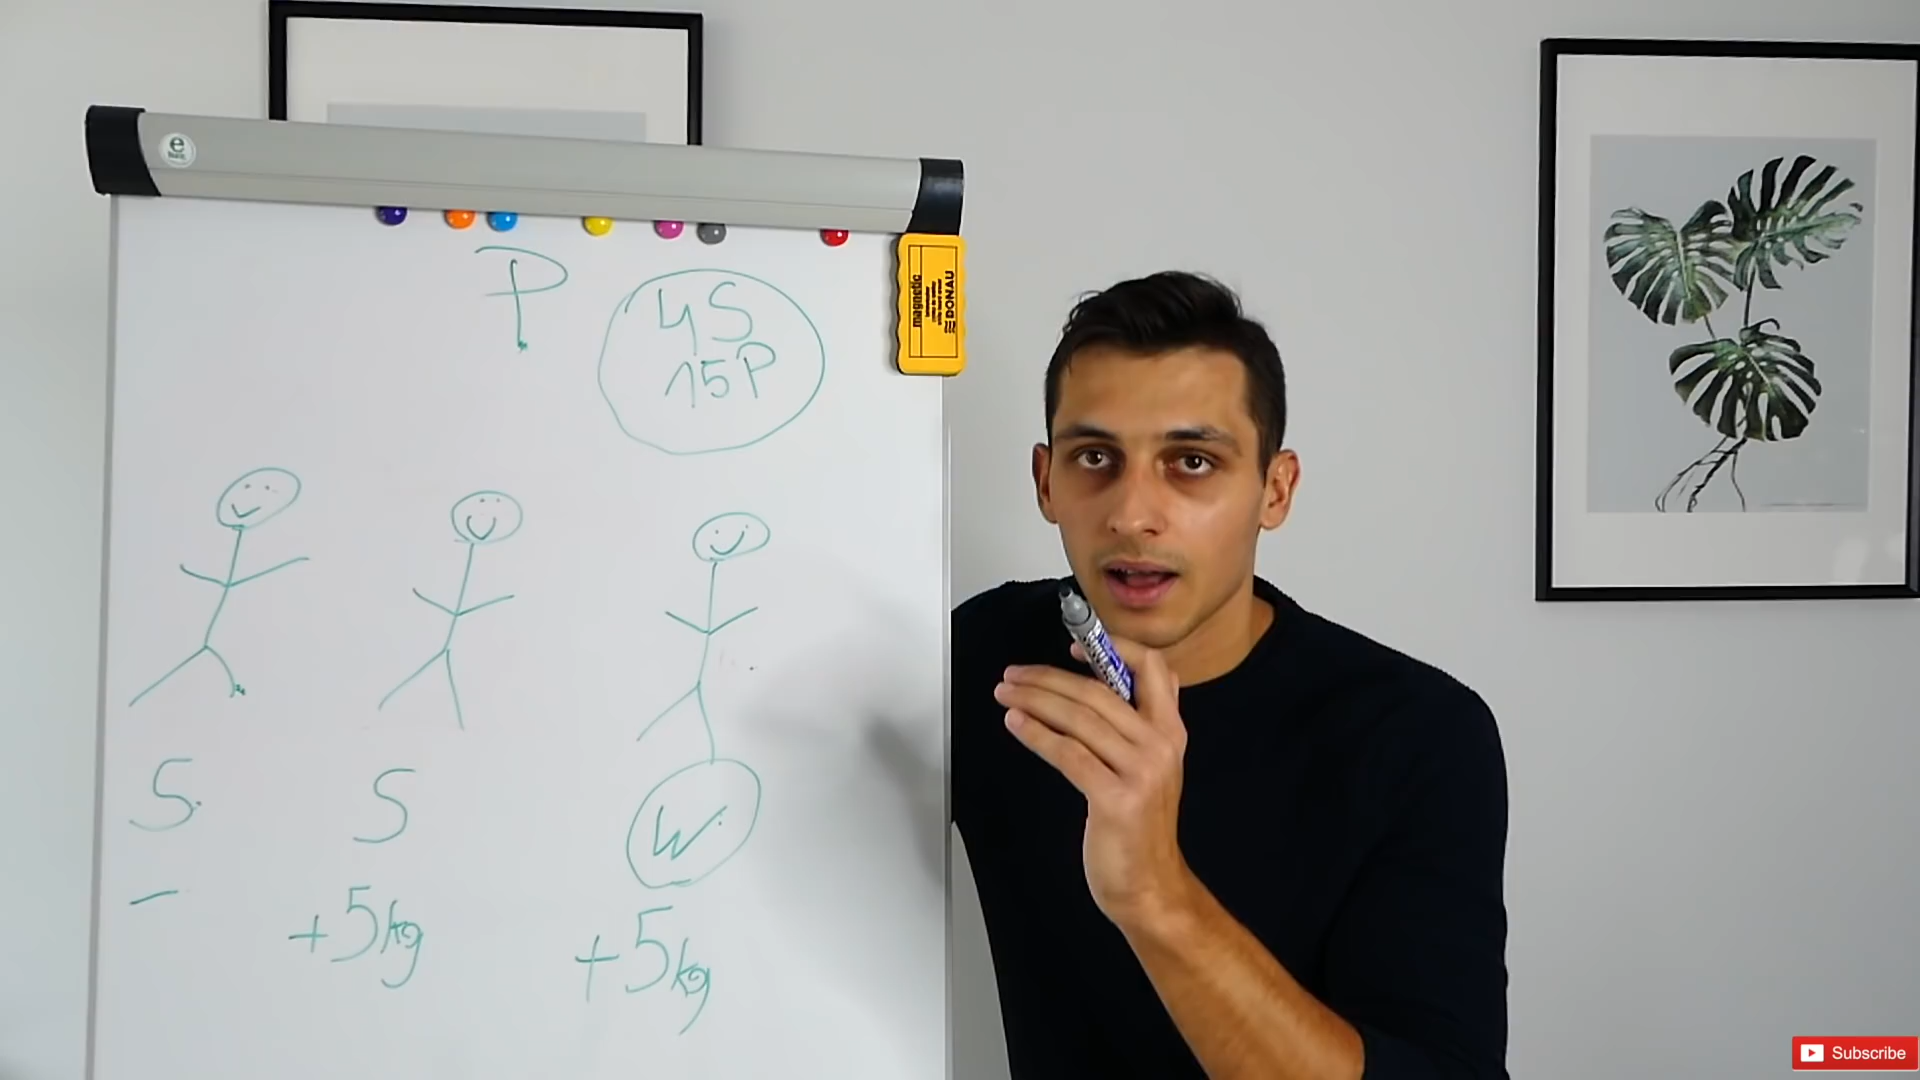 P
4S
15P
S S W
- +5kg +5kg
magnetic
DONAU
e
Subscribe